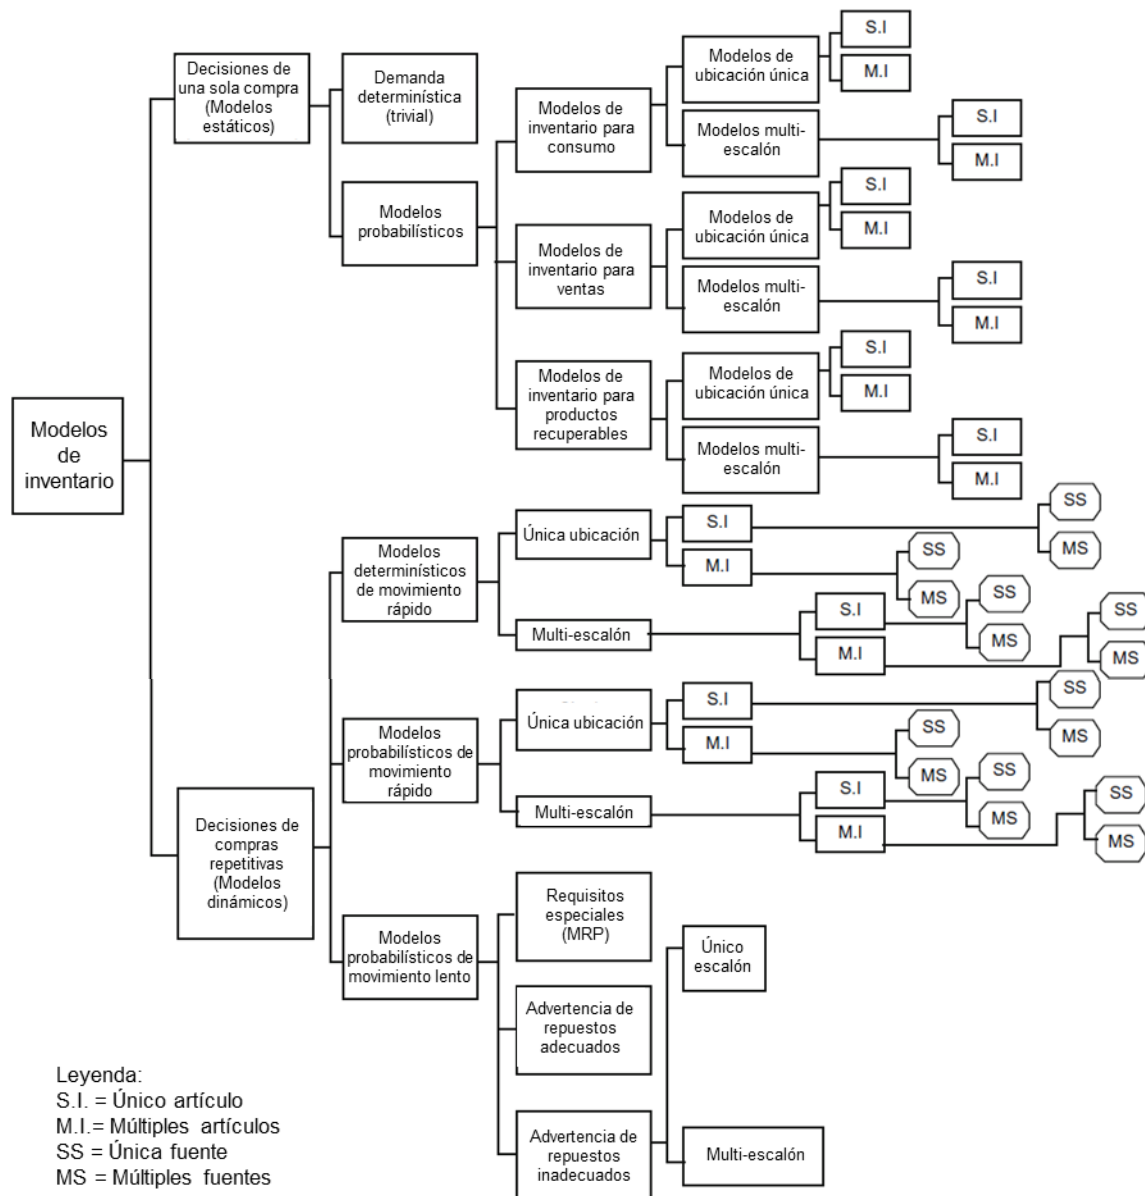 Modelos
de
inventario
Decisiones de
una sola compra
(Modelos
estáticos)
Demanda
determinística
(trivial)
Modelos
probabilísticos
Modelos de
inventario para
consumo
Modelos de
ubicación única
S.I
M.I
Modelos multi-
escalón
S.I
M.I
Modelos de
inventario para
ventas
Modelos de
ubicación única
S.I
M.I
Modelos multi-
escalón
S.I
M.I
Modelos de
inventario para
productos
recuperables
Modelos de
ubicación única
S.I
M.I
Modelos multi-
escalón
S.I
M.I
Decisiones de
compras
repetitivas
(Modelos
dinámicos)
Modelos
determinísticos
de movimiento
rápido
Única ubicación
S.I
SS
MS
M.I
SS
MS
Multi-escalón
S.I
SS
MS
M.I
SS
MS
Modelos
probabilísticos de
movimiento
rápido
Única ubicación
S.I
SS
MS
M.I
SS
MS
Multi-escalón
S.I
SS
MS
M.I
SS
MS
Modelos
probabilísticos de
movimiento lento
Requisitos
especiales
(MRP)
Advertencia de
repuestos
adecuados
Advertencia de
repuestos
inadecuados
Único
escalón
Multi-escalón
Leyenda:
S.I. = Único artículo
M.I.= Múltiples artículos
SS = Única fuente
MS = Múltiples fuentes